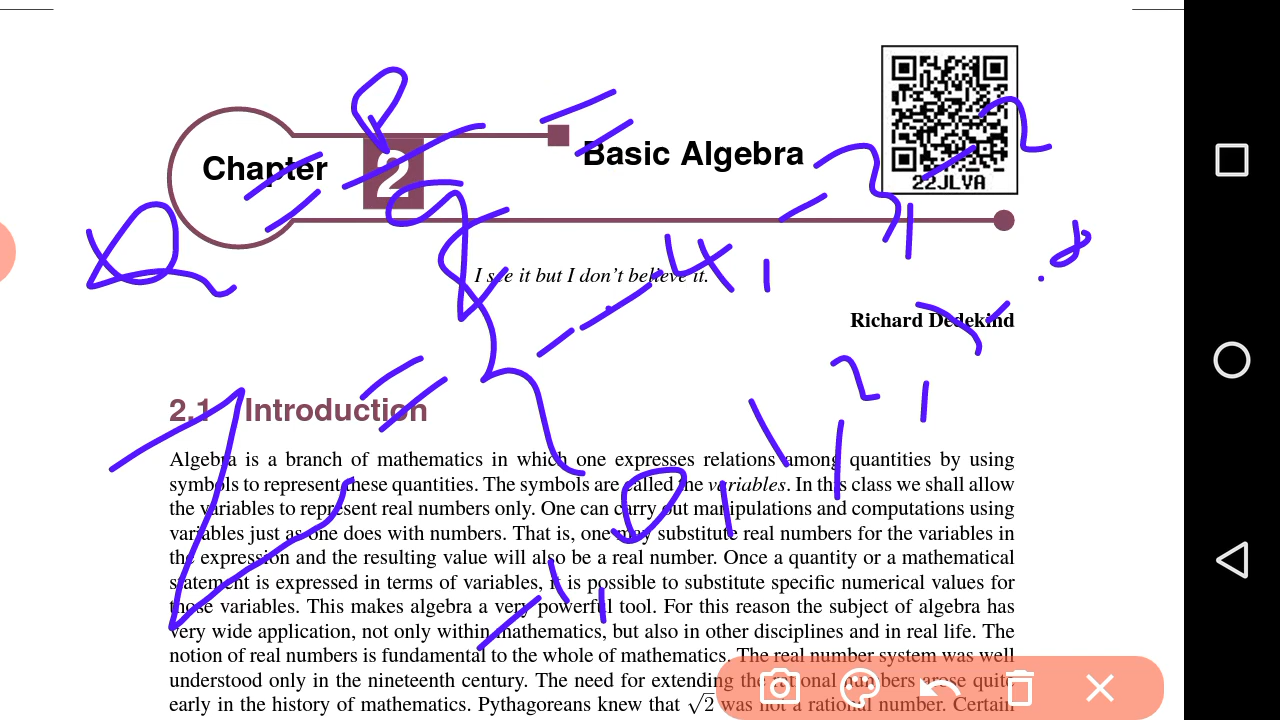 Chapter 2 Basic Algebra
22JLVA
I see it but I don't believe it.
Richard Dedekind
2.1 Introduction
Algebra is a branch of mathematics in which one expresses relations among quantities by using
symbols to represent these quantities. The symbols are called the variables. In this class we shall allow
the variables to represent real numbers only. One can carry out manipulations and computations using
variables just as one does with numbers. That is, one may substitute real numbers for the variables in
the expression and the resulting value will also be a real number. Once a quantity or a mathematical
statement is expressed in terms of variables, it is possible to substitute specific numerical values for
those variables. This makes algebra a very powerful tool. For this reason the subject of algebra has
very wide application, not only within mathematics, but also in other disciplines and in real life. The
notion of real numbers is fundamental to the whole of mathematics. The real number system was well
understood only in the nineteenth century. The need for extending the rational numbers arose quite
early in the history of mathematics. Pythagoreans knew that √2 was not a rational number. Certain